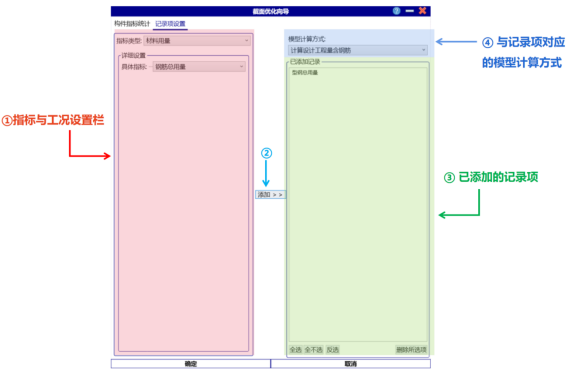 截面优化向导
构件指标统计 记录项设置
指标类型: 材料用量
详细设置
具体指标: 钢筋总用量
模型计算方式:
计算设计工程量含钢筋
已添加记录
型钢总用量
添加 > >
全选 全不选 反选 删除所选项
确定 取消
①指标与工况设置栏
②
③ 已添加的记录项
④ 与记录项对应
的模型计算方式